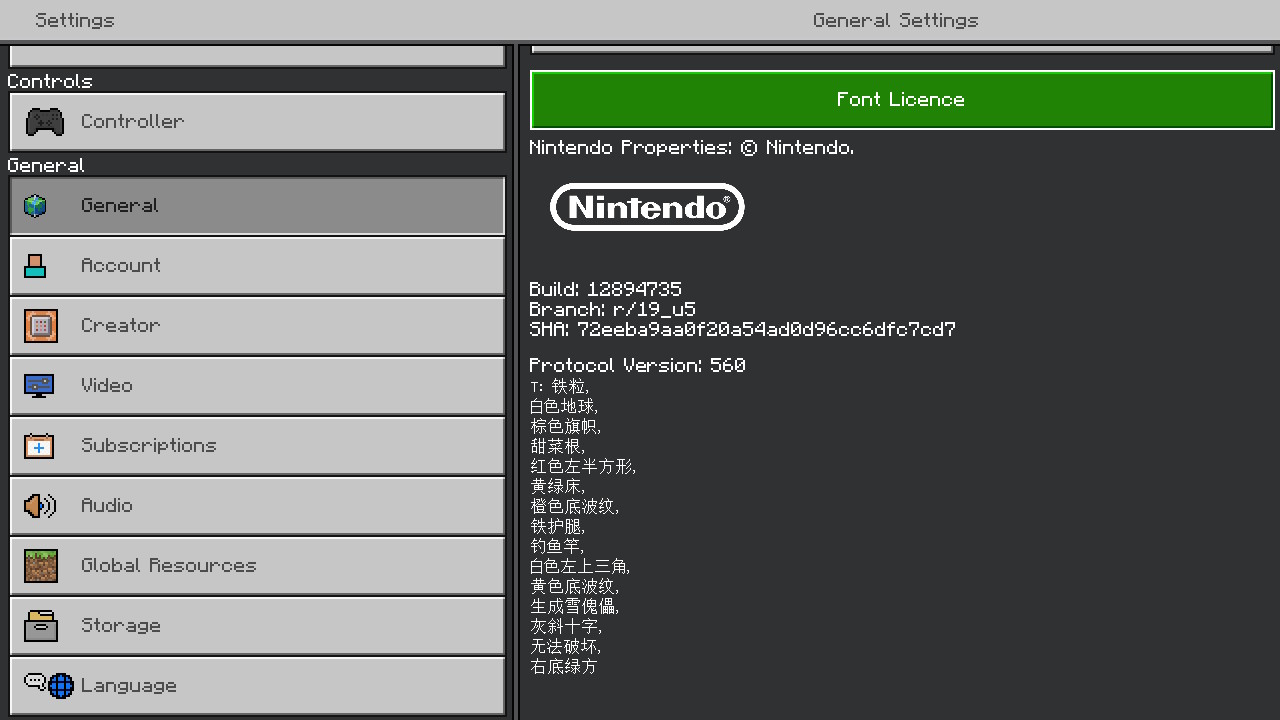 Settings
General Settings
Controls
Controller
General
General
Account
Creator
Video
Subscriptions
Audio
Global Resources
Storage
Language
Font Licence
Nintendo Properties: © Nintendo.
Nintendo®
Build: 12894735
Branch: r/19_u5
SHA: 72eeba9aa0f20a54ad0d96cc6dfc7cd7
Protocol Version: 560
T: 铁粒,
白色地球,
棕色旗帜,
甜菜根,
红色左半方形,
黄绿床,
橙色底波纹,
铁护腿,
钓鱼竿,
白色左上三角,
黄色底波纹,
生成雪傀儡,
灰斜十字,
无法破坏,
右底绿方